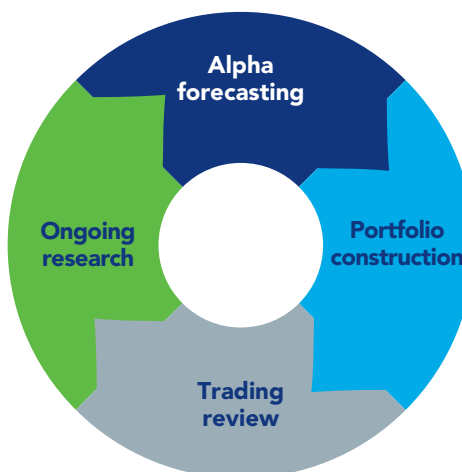 Alpha
forecasting
Ongoing
research
Portfolio
construction
Trading
review